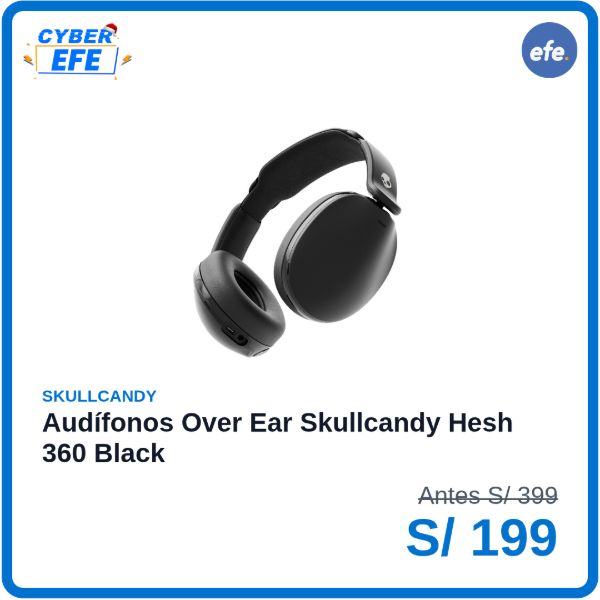 CYBER
EFE
efe.
SKULLCANDY
Audífonos Over Ear Skullcandy Hesh
360 Black
Antes S/ 399
S/ 199